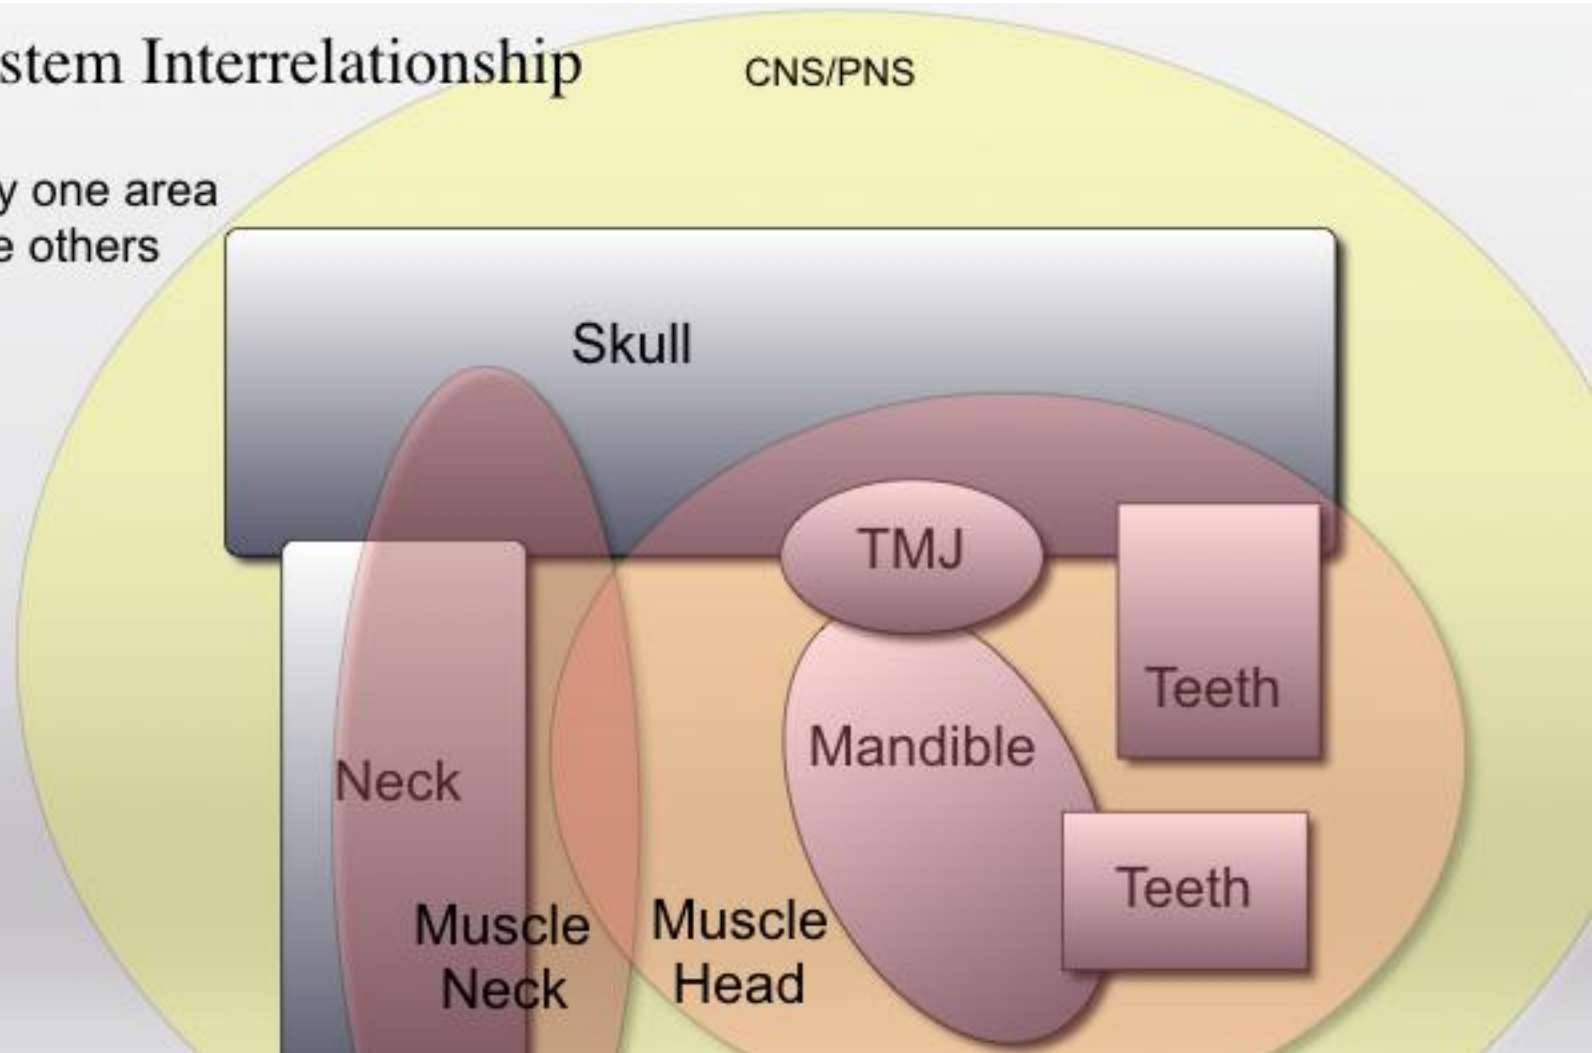 stem Interrelationship
CNS/PNS
y one area
e others
Skull
TMJ
Teeth
Mandible
Neck
Teeth
Muscle
Neck
Muscle
Head